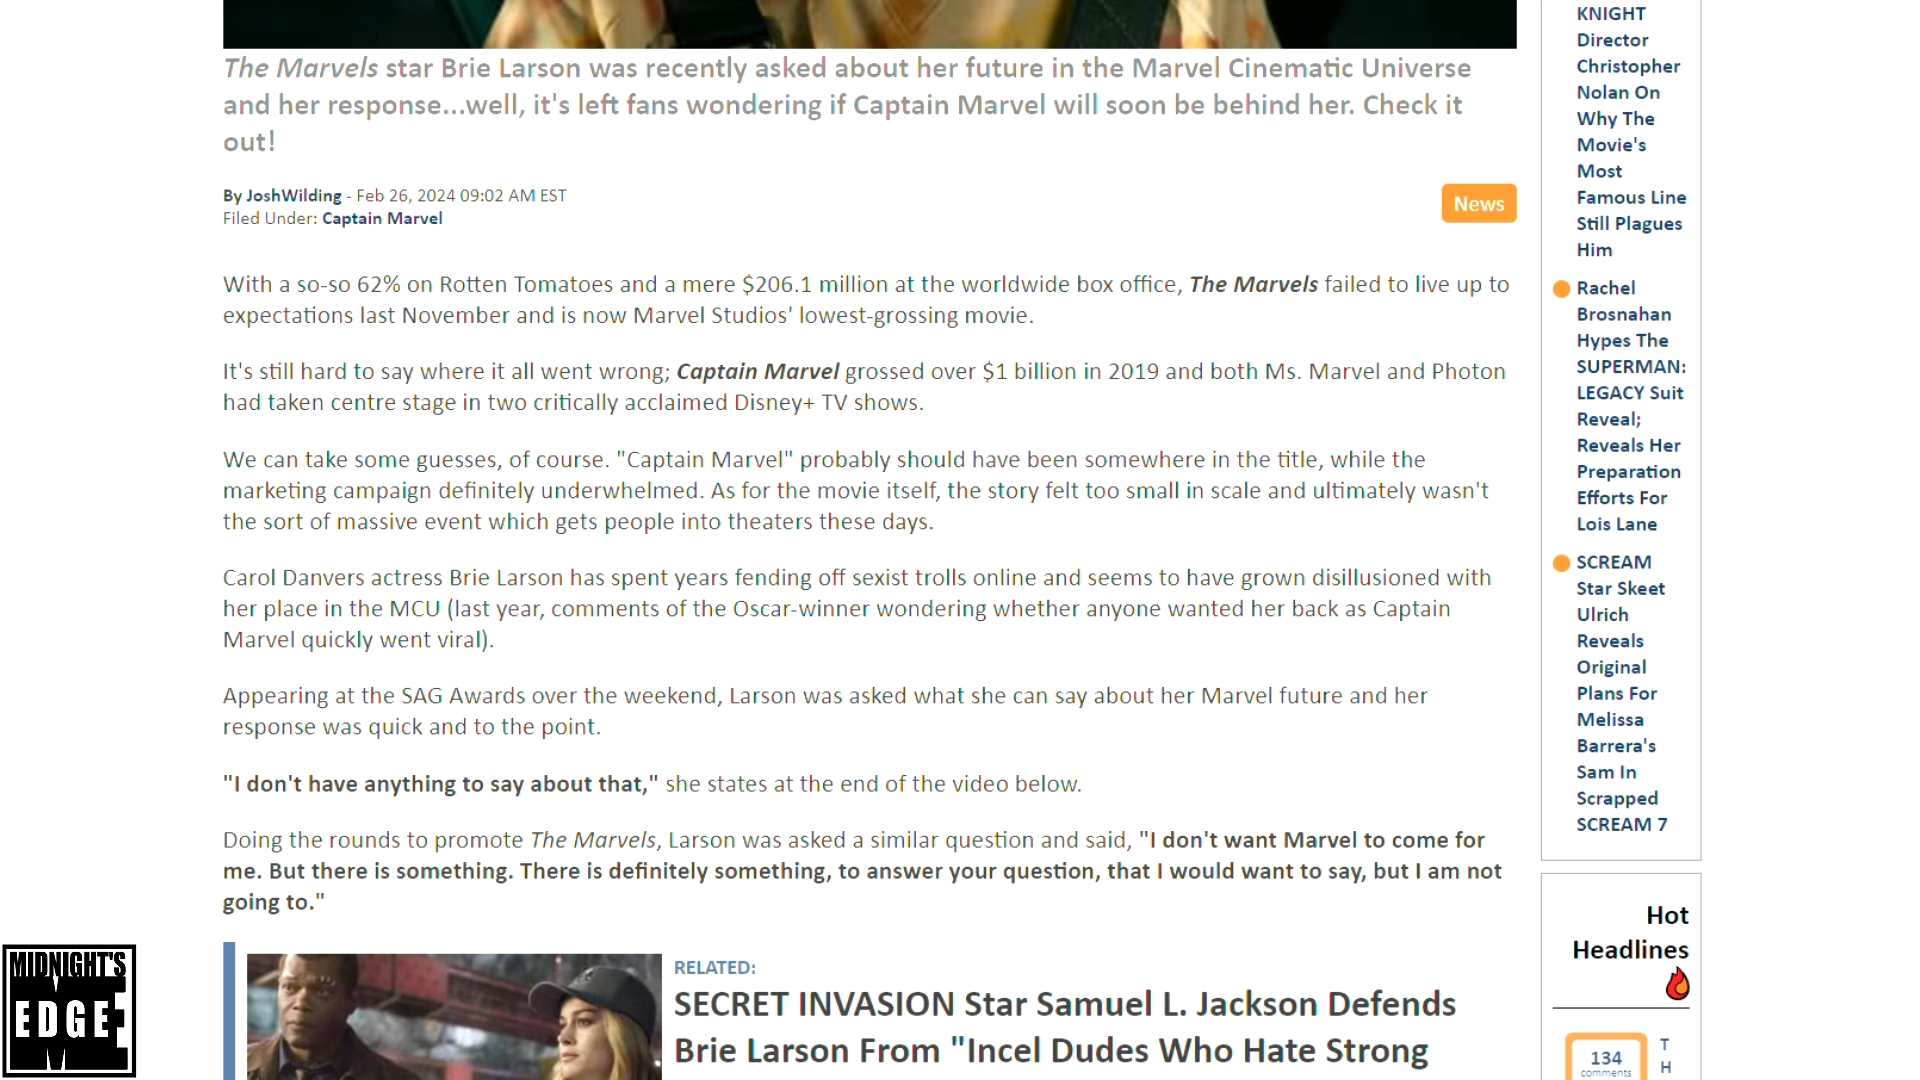 The Marvels star Brie Larson was recently asked about her future in the Marvel Cinematic Universe
and her response...well, it's left fans wondering if Captain Marvel will soon be behind her. Check it
out!
By JoshWilding - Feb 26, 2024 09:02 AM EST
Filed Under: Captain Marvel
News
With a so-so 62% on Rotten Tomatoes and a mere $206.1 million at the worldwide box office, The Marvels failed to live up to
expectations last November and is now Marvel Studios' lowest-grossing movie.
It's still hard to say where it all went wrong; Captain Marvel grossed over $1 billion in 2019 and both Ms. Marvel and Photon
had taken centre stage in two critically acclaimed Disney+ TV shows.
We can take some guesses, of course. "Captain Marvel" probably should have been somewhere in the title, while the
marketing campaign definitely underwhelmed. As for the movie itself, the story felt too small in scale and ultimately wasn't
the sort of massive event which gets people into theaters these days.
Carol Danvers actress Brie Larson has spent years fending off sexist trolls online and seems to have grown disillusioned with
her place in the MCU (last year, comments of the Oscar-winner wondering whether anyone wanted her back as Captain
Marvel quickly went viral).
Appearing at the SAG Awards over the weekend, Larson was asked what she can say about her Marvel future and her
response was quick and to the point.
"I don't have anything to say about that," she states at the end of the video below.
Doing the rounds to promote The Marvels, Larson was asked a similar question and said, "I don't want Marvel to come for
me. But there is something. There is definitely something, to answer your question, that I would want to say, but I am not
going to."
RELATED:
SECRET INVASION Star Samuel L. Jackson Defends
Brie Larson From "Incel Dudes Who Hate Strong
KNIGHT
Director
Christopher
Nolan On
Why The
Movie's
Most
Famous Line
Still Plagues
Him
Rachel
Brosnahan
Hypes The
SUPERMAN:
LEGACY Suit
Reveal;
Reveals Her
Preparation
Efforts For
Lois Lane
SCREAM
Star Skeet
Ulrich
Reveals
Original
Plans For
Melissa
Barrera's
Sam In
Scrapped
SCREAM 7
Hot
Headlines
134
comments
T
H
MIDNIGHT'S
EDGE